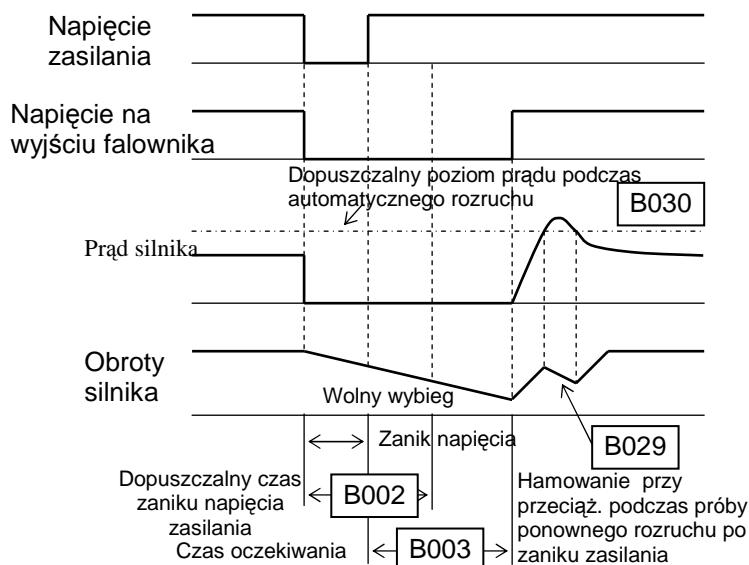 Napięcie
zasilania
Napięcie na
wyjściu falownika
Dopuszczalny poziom prądu podczas
automatycznego rozruchu
B030
Prąd silnika
Obroty
silnika
Wolny wybieg
Zanik napięcia
B029
Dopuszczalny czas
zaniku napięcia
zasilania
B002
Hamowanie przy
przeciąż. podczas próby
ponownego rozruchu po
zaniku zasilania
Czas oczekiwania
B003